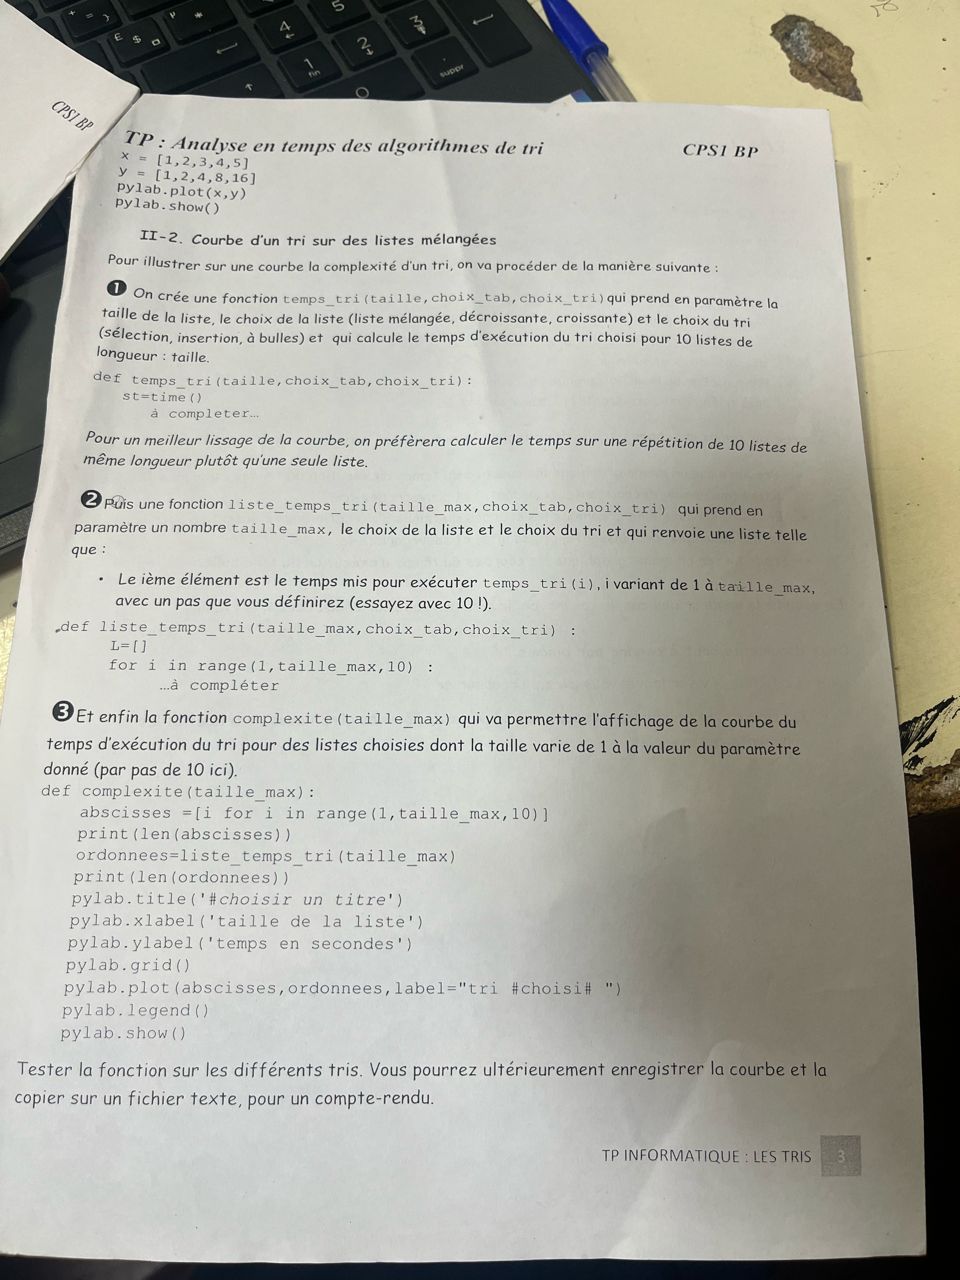 CPS1 BP
TP : Analyse en temps des algorithmes de tri
CPS1 BP
x = [1,2,3,4,5]
y = [1,2,4,8,16]
pylab.plot(x,y)
pylab.show()
II-2. Courbe d'un tri sur des listes mélangées
Pour illustrer sur une courbe la complexité d'un tri, on va procéder de la manière suivante :
❶ On crée une fonction temps_tri(taille,choix_tab,choix_tri) qui prend en paramètre la
taille de la liste, le choix de la liste (liste mélangée, décroissante, croissante) et le choix du tri
(sélection, insertion, à bulles) et qui calcule le temps d'exécution du tri choisi pour 10 listes de
longueur : taille.
def temps_tri(taille,choix_tab,choix_tri):
st=time()
à completer…
Pour un meilleur lissage de la courbe, on préfèrera calculer le temps sur une répétition de 10 listes de
même longueur plutôt qu'une seule liste.
❷ Puis une fonction liste_temps_tri(taille_max,choix_tab,choix_tri) qui prend en
paramètre un nombre taille_max, le choix de la liste et le choix du tri et qui renvoie une liste telle
que :
• Le ième élément est le temps mis pour exécuter temps_tri(i), i variant de 1 à taille_max,
avec un pas que vous définirez (essayez avec 10 !).
def liste_temps_tri(taille_max,choix_tab,choix_tri) :
L=[]
for i in range(1,taille_max,10) :
…à compléter
❸ Et enfin la fonction complexite(taille_max) qui va permettre l'affichage de la courbe du
temps d'exécution du tri pour des listes choisies dont la taille varie de 1 à la valeur du paramètre
donné (par pas de 10 ici).
def complexite(taille_max):
abscisses =[i for i in range(1,taille_max,10)]
print(len(abscisses))
ordonnees=liste_temps_tri(taille_max)
print(len(ordonnees))
pylab.title('#choisir un titre')
pylab.xlabel('taille de la liste')
pylab.ylabel('temps en secondes')
pylab.grid()
pylab.plot(abscisses,ordonnees,label="tri #choisi# ")
pylab.legend()
pylab.show()
Tester la fonction sur les différents tris. Vous pourrez ultérieurement enregistrer la courbe et la
copier sur un fichier texte, pour un compte-rendu.
TP INFORMATIQUE : LES TRIS 3